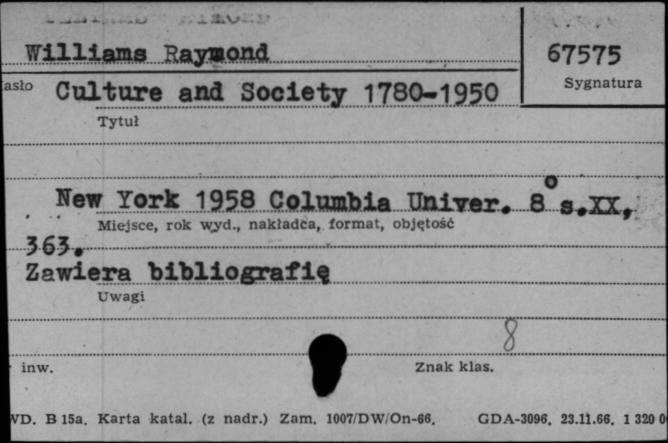 Williams Raymond
67575
asło
Culture and Society 1780-1950
Sygnatura
Tytuł
New York 1958 Columbia Univer. 8° s.XX,
Miejsce, rok wyd., nakładca, format, objętość
363.
Zawiera bibliografię
Uwagi
8
inw.
Znak klas.
WD. B 15a. Karta katal. (z nadr.) Zam. 1007/DW/On-66. GDA-3096. 23.11.66. 1 320 0